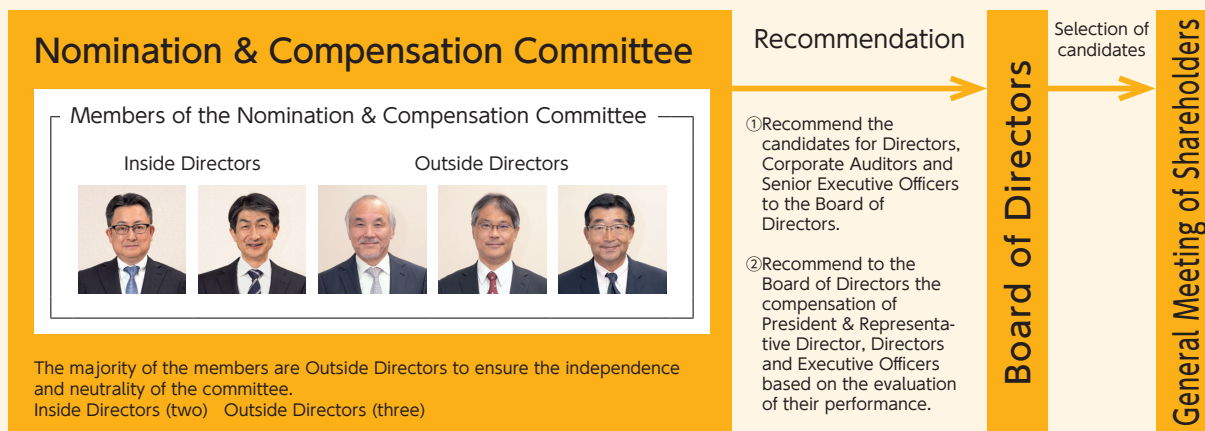 Nomination & Compensation Committee
Members of the Nomination & Compensation Committee
Inside Directors
Outside Directors
The majority of the members are Outside Directors to ensure the independence
and neutrality of the committee.
Inside Directors (two) Outside Directors (three)
Recommendation
①Recommend the
candidates for Directors,
Corporate Auditors and
Senior Executive Officers
to the Board of
Directors.
②Recommend to the
Board of Directors the
compensation of
President & Representa-
tive Director, Directors
and Executive Officers
based on the evaluation
of their performance.
Board of Directors
Selection of
candidates
General Meeting of Shareholders